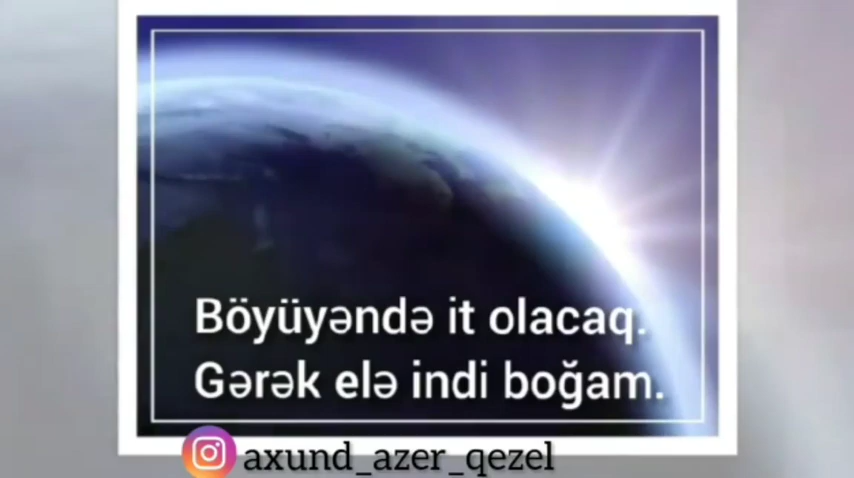 Böyüyəndə it olacaq.
Gərək elə indi boğam.
axund_azer_qezel